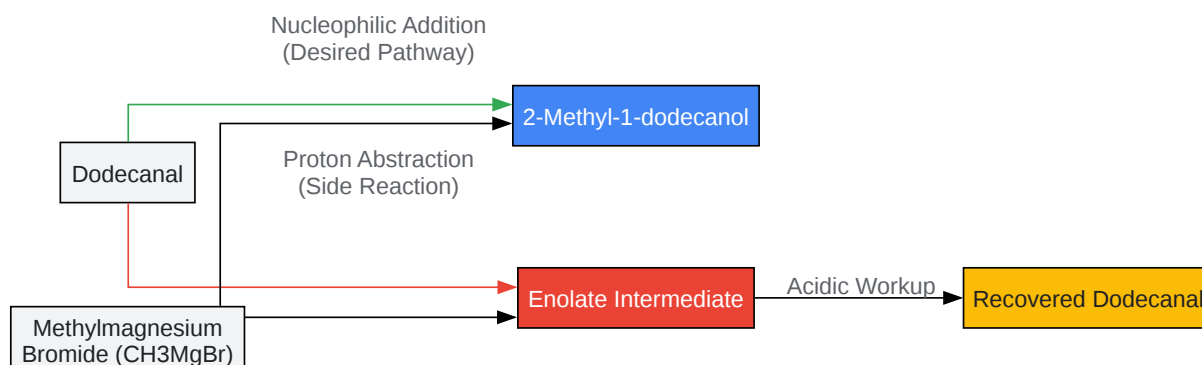 Nucleophilic Addition
(Desired Pathway)
2-Methyl-1-dodecanol
Dodecanal
Proton Abstraction
(Side Reaction)
Enolate Intermediate
Acidic Workup
Recovered Dodecanal
Methylmagnesium
Bromide (CH3MgBr)